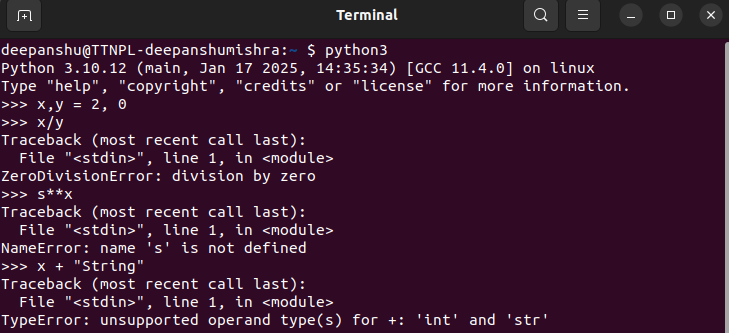 Terminal
deepanshu@TTNPL-deepanshumishra:~ $ python3
Python 3.10.12 (main, Jan 17 2025, 14:35:34) [GCC 11.4.0] on linux
Type "help", "copyright", "credits" or "license" for more information.
>>> x,y = 2, 0
>>> x/y
Traceback (most recent call last):
  File "<stdin>", line 1, in <module>
ZeroDivisionError: division by zero
>>> s**x
Traceback (most recent call last):
  File "<stdin>", line 1, in <module>
NameError: name 's' is not defined
>>> x + "String"
Traceback (most recent call last):
  File "<stdin>", line 1, in <module>
TypeError: unsupported operand type(s) for +: 'int' and 'str'